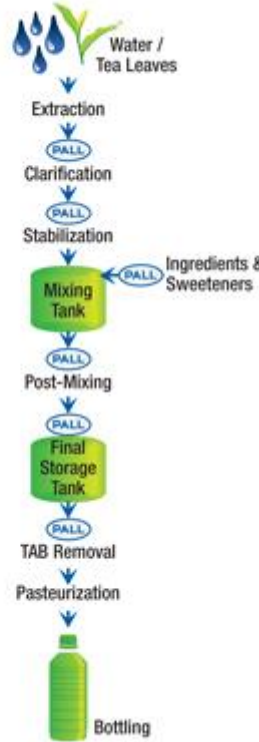 Water /
Tea Leaves
Extraction
PALL
Clarification
PALL
Stabilization
PALL
Ingredients &
Sweeteners
Mixing
Tank
PALL
Post-Mixing
PALL
Final
Storage
Tank
PALL
TAB Removal
Pasteurization
Bottling